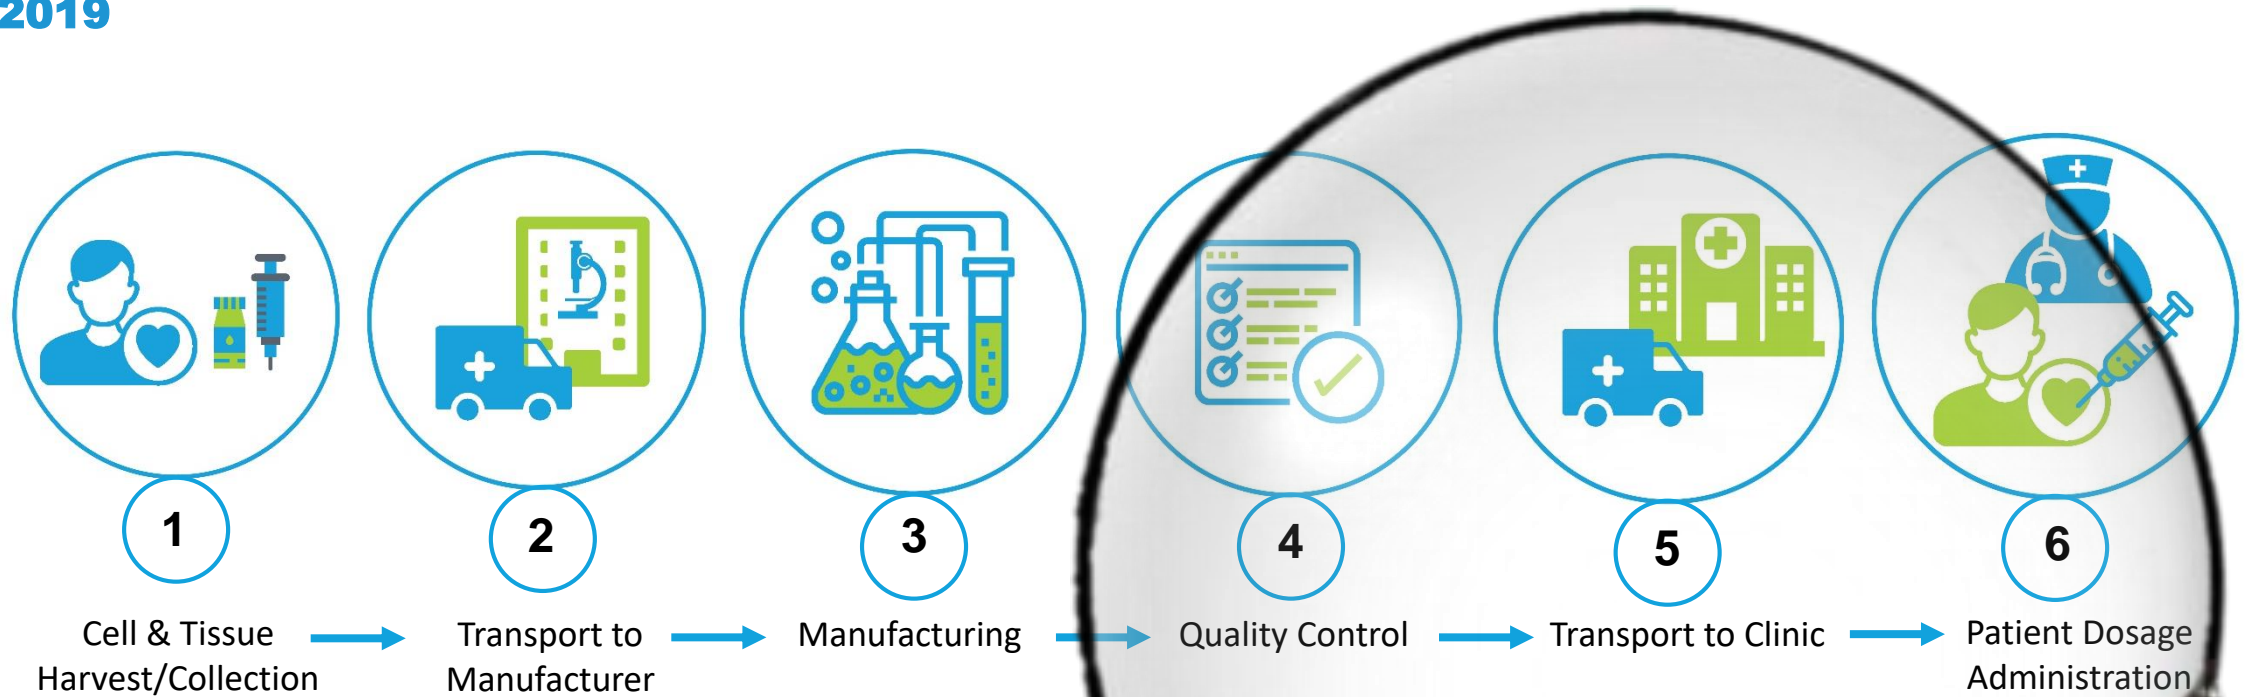 2019
1
2
3
4
5
6
Cell & Tissue
Harvest/Collection
Transport to
Manufacturer
Manufacturing
Quality Control
Transport to Clinic
Patient Dosage
Administration